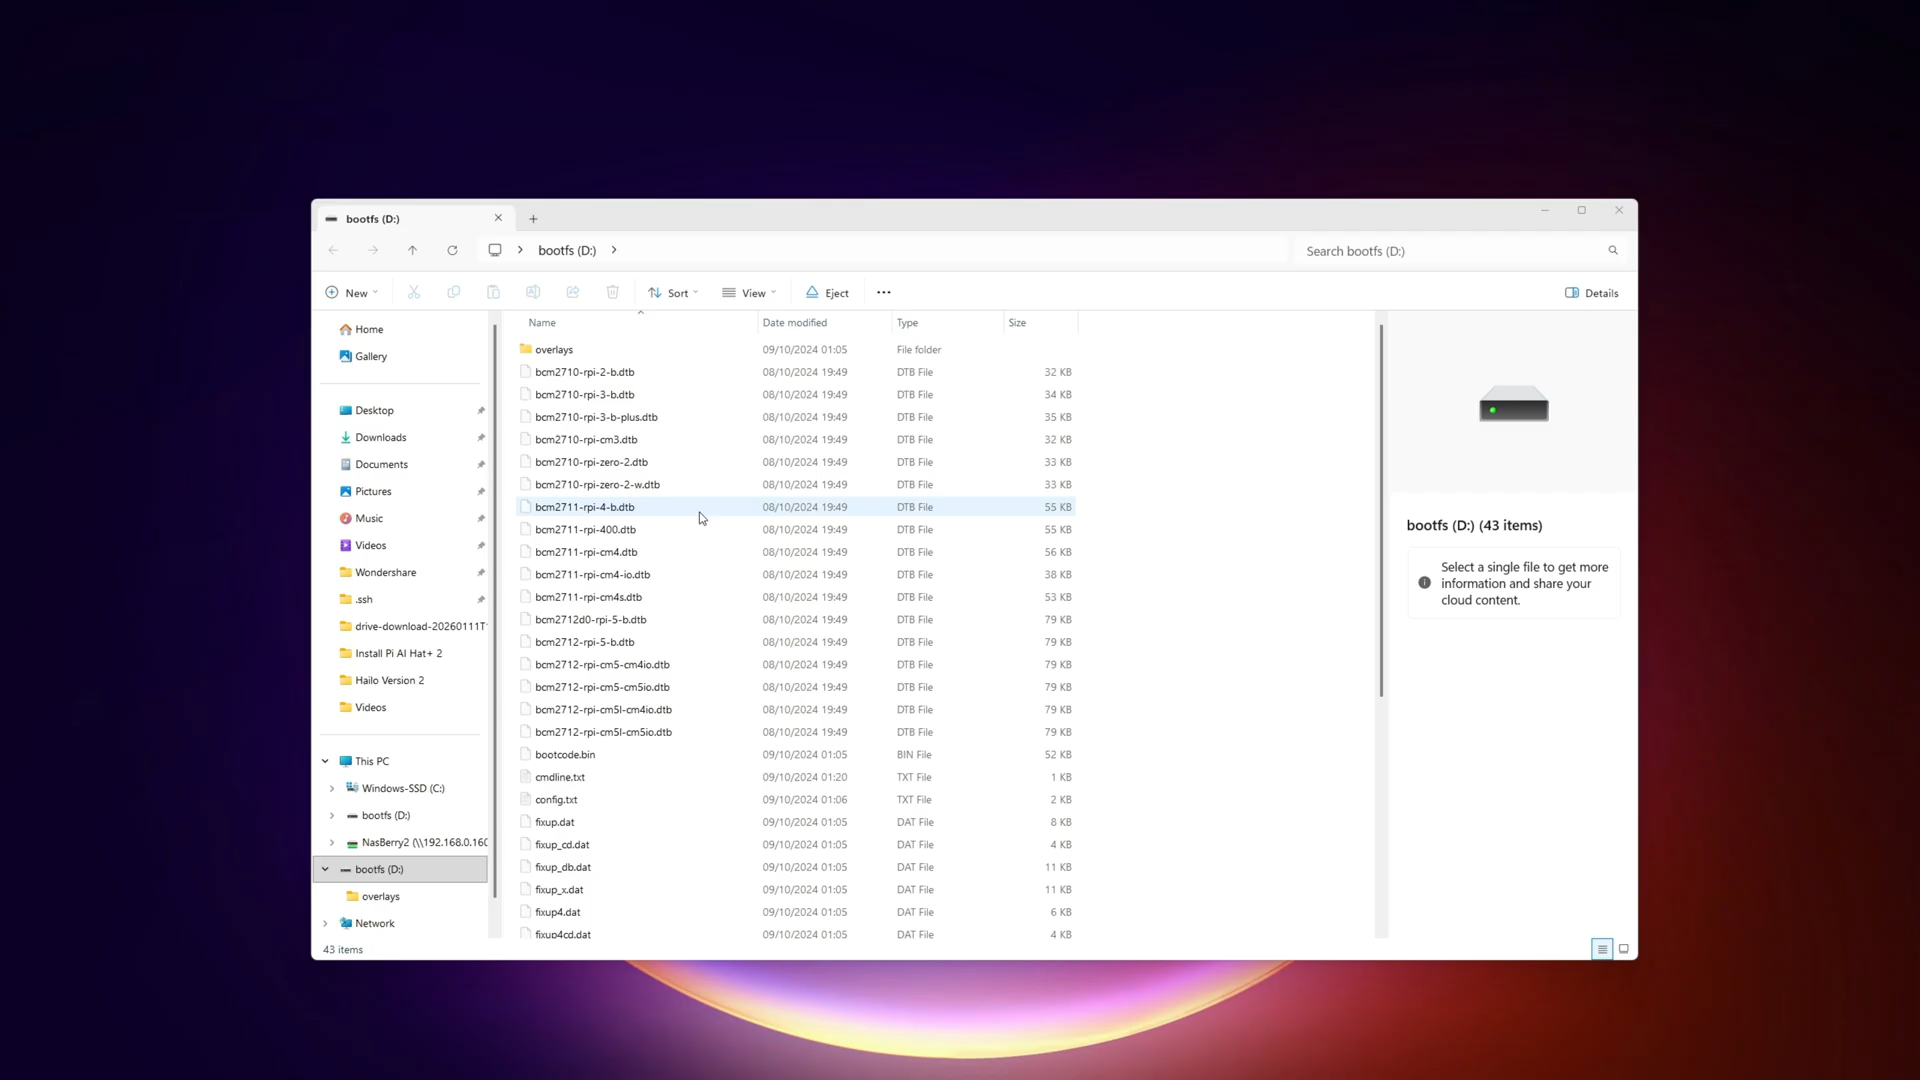 bootfs (D:)
bootfs (D:)
Search bootfs (D:)
New
Sort
View
Eject
Details
Home
Gallery
Desktop
Downloads
Documents
Pictures
Music
Videos
Wondershare
.ssh
drive-download-20260111T
Install Pi AI Hat+ 2
Hailo Version 2
Videos
This PC
Windows-SSD (C:)
bootfs (D:)
NasBerry2 (\\192.168.0.160
bootfs (D:)
overlays
Network
Name Date modified Type Size
overlays 09/10/2024 01:05 File folder
bcm2710-rpi-2-b.dtb 08/10/2024 19:49 DTB File 32 KB
bcm2710-rpi-3-b.dtb 08/10/2024 19:49 DTB File 34 KB
bcm2710-rpi-3-b-plus.dtb 08/10/2024 19:49 DTB File 35 KB
bcm2710-rpi-cm3.dtb 08/10/2024 19:49 DTB File 32 KB
bcm2710-rpi-zero-2.dtb 08/10/2024 19:49 DTB File 33 KB
bcm2710-rpi-zero-2-w.dtb 08/10/2024 19:49 DTB File 33 KB
bcm2711-rpi-4-b.dtb 08/10/2024 19:49 DTB File 55 KB
bcm2711-rpi-400.dtb 08/10/2024 19:49 DTB File 55 KB
bcm2711-rpi-cm4.dtb 08/10/2024 19:49 DTB File 56 KB
bcm2711-rpi-cm4-io.dtb 08/10/2024 19:49 DTB File 38 KB
bcm2711-rpi-cm4s.dtb 08/10/2024 19:49 DTB File 53 KB
bcm2712d0-rpi-5-b.dtb 08/10/2024 19:49 DTB File 79 KB
bcm2712-rpi-5-b.dtb 08/10/2024 19:49 DTB File 79 KB
bcm2712-rpi-cm5-cm4io.dtb 08/10/2024 19:49 DTB File 79 KB
bcm2712-rpi-cm5-cm5io.dtb 08/10/2024 19:49 DTB File 79 KB
bcm2712-rpi-cm5l-cm4io.dtb 08/10/2024 19:49 DTB File 79 KB
bcm2712-rpi-cm5l-cm5io.dtb 08/10/2024 19:49 DTB File 79 KB
bootcode.bin 09/10/2024 01:05 BIN File 52 KB
cmdline.txt 09/10/2024 01:20 TXT File 1 KB
config.txt 09/10/2024 01:06 TXT File 2 KB
fixup.dat 09/10/2024 01:05 DAT File 8 KB
fixup_cd.dat 09/10/2024 01:05 DAT File 4 KB
fixup_db.dat 09/10/2024 01:05 DAT File 11 KB
fixup_x.dat 09/10/2024 01:05 DAT File 11 KB
fixup4.dat 09/10/2024 01:05 DAT File 6 KB
fixup4cd.dat 09/10/2024 01:05 DAT File 4 KB
bootfs (D:) (43 items)
Select a single file to get more
information and share your
cloud content.
43 items